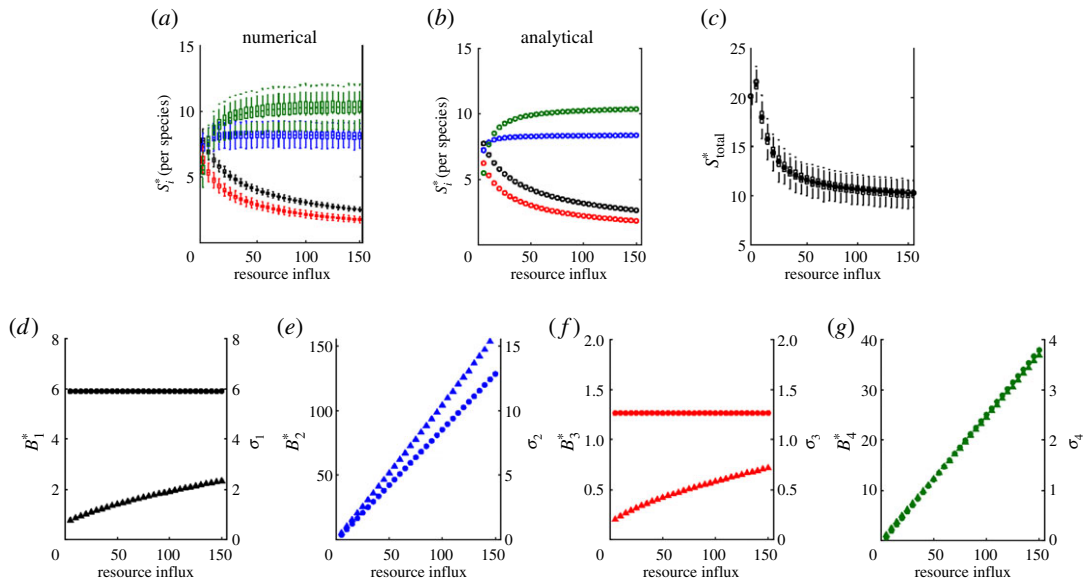 (a)
numerical
15
10
5
S*i (per species)
0
50
100
150
resource influx
(b)
analytical
15
10
5
S*i (per species)
0
50
100
150
resource influx
(c)
25
20
15
10
5
S*total
0
50
100
150
resource influx
(d)
8
6
4
2
B*1
8
6
4
2
0
σ1
0
50
100
150
resource influx
(e)
150
100
50
B*2
15
10
5
0
σ2
0
50
100
150
resource influx
(f)
2.0
1.5
1.0
0.5
B*3
2.0
1.5
1.0
0.5
0
σ3
0
50
100
150
resource influx
(g)
40
30
20
10
B*4
4
3
2
1
0
σ4
0
50
100
150
resource influx